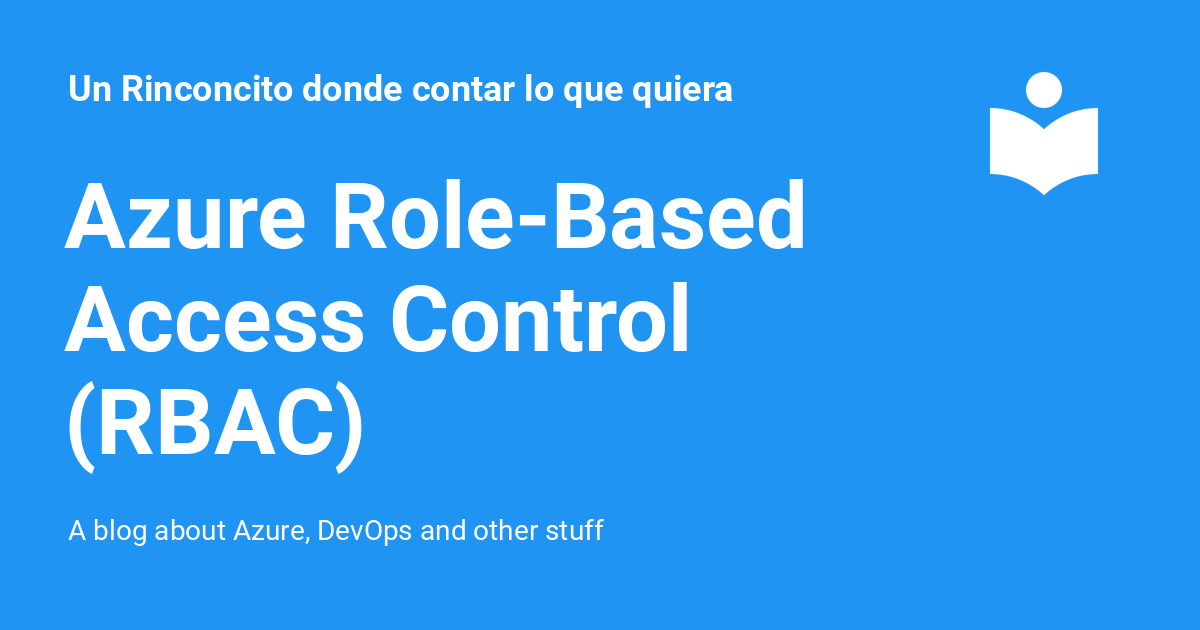 Un Rinconcito donde contar lo que quiera
Azure Role-Based
Access Control
(RBAC)
A blog about Azure, DevOps and other stuff